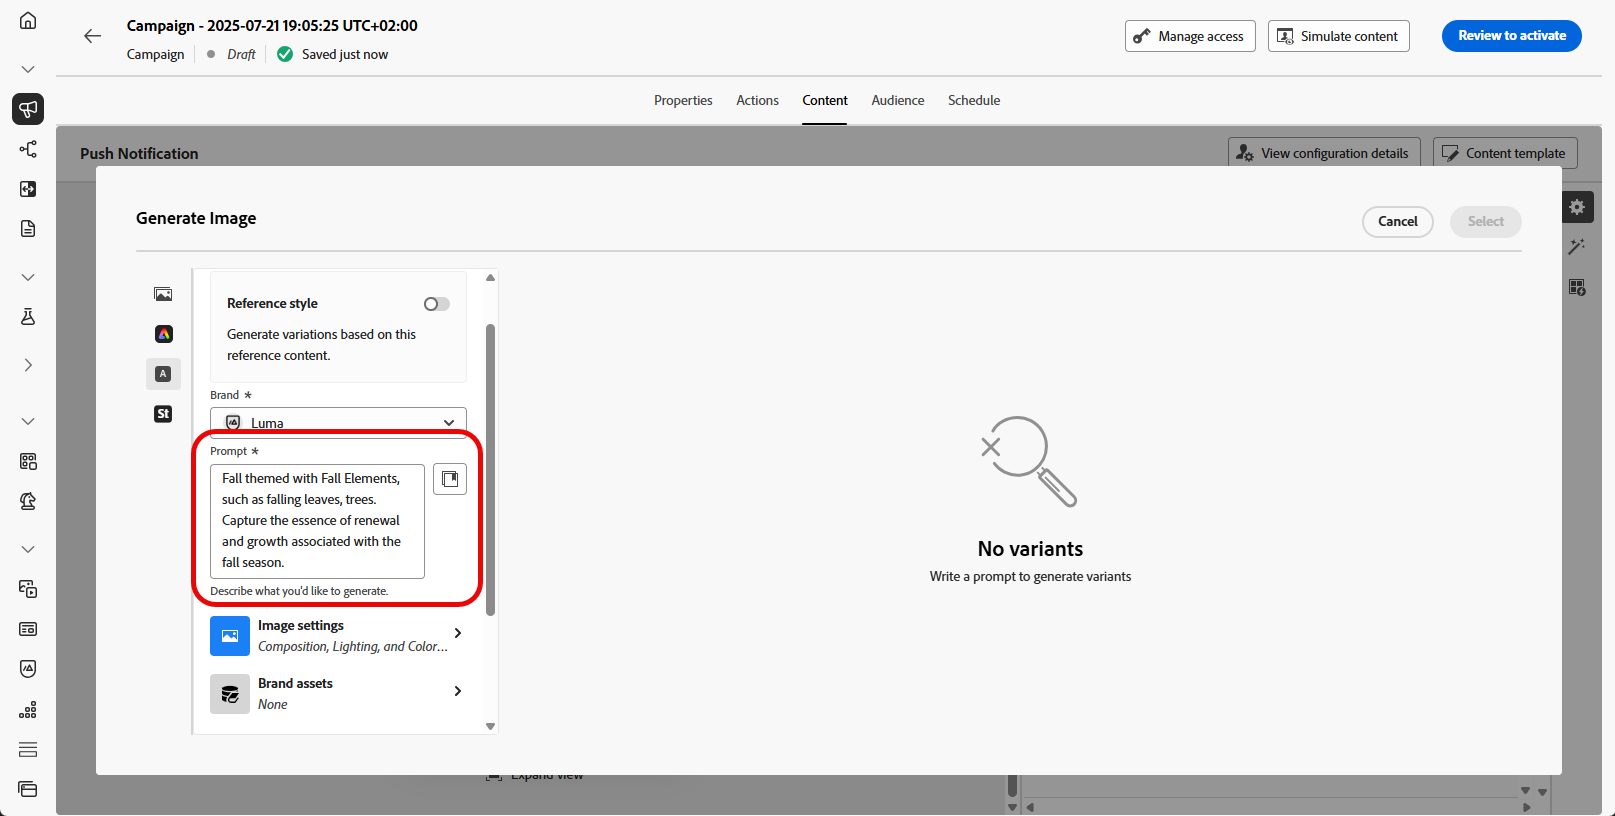 Campaign - 2025-07-21 19:05:25 UTC+02:00
Campaign
Draft
Saved just now
Manage access
Simulate content
Review to activate
Properties
Actions
Content
Audience
Schedule
Push Notification
View configuration details
Content template
Generate Image
Cancel
Select
Reference style
Generate variations based on this
reference content.
A
St
Brand *
Luma
Prompt *
Fall themed with Fall Elements,
such as falling leaves, trees.
Capture the essence of renewal
and growth associated with the
fall season.
Describe what you'd like to generate.
Image settings
Composition, Lighting, and Color...
Brand assets
None
No variants
Write a prompt to generate variants
Expand view